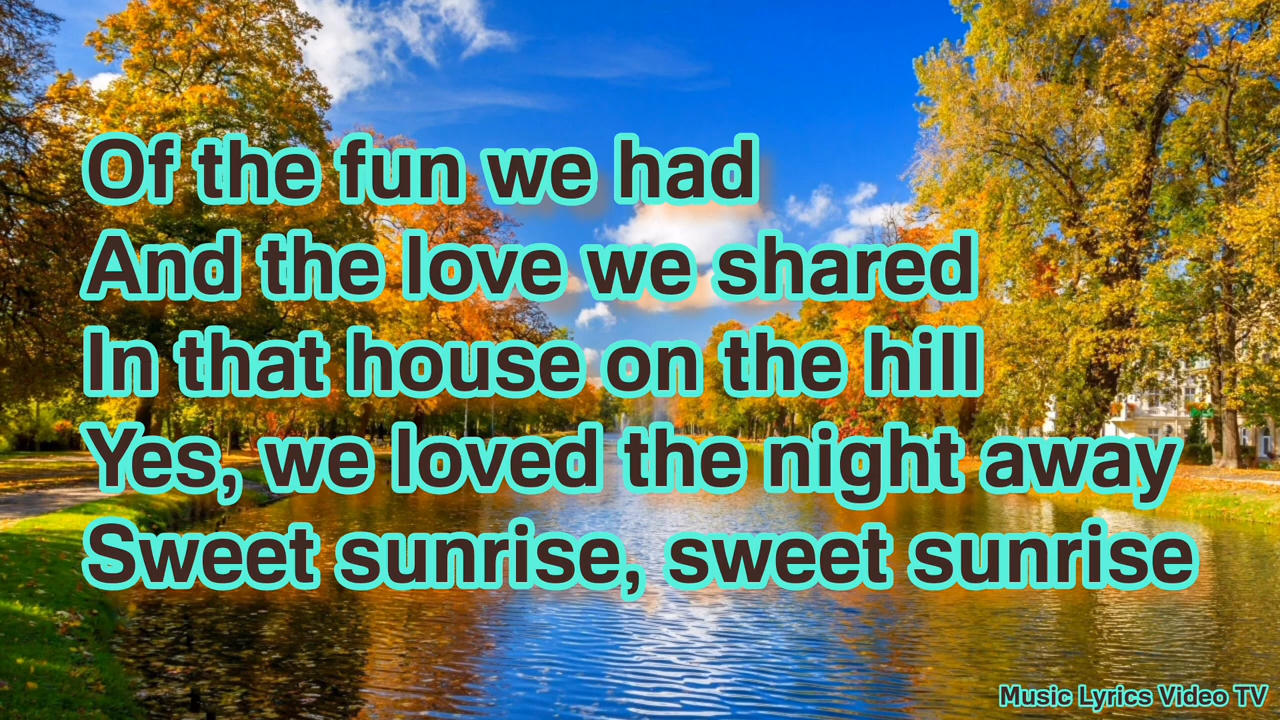 Of the fun we had
And the love we shared
In that house on the hill
Yes, we loved the night away
Sweet sunrise, sweet sunrise
Music Lyrics Video TV